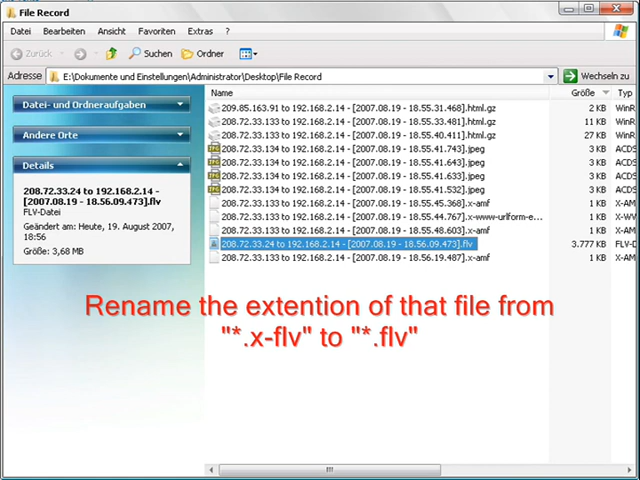 File Record
Datei Bearbeiten Ansicht Favoriten Extras ?
Zurück Suchen Ordner
Adresse E:\Dokumente und Einstellungen\Administrator\Desktop\File Record Wechseln zu
Name Größe Typ
Datei- und Ordneraufgaben
Andere Orte
Details
208.72.33.24 to 192.168.2.14 -
[2007.08.19 - 18.56.09.473].flv
FLV-Datei
Geändert am: Heute, 19. August 2007,
18:56
Größe: 3,68 MB
209.85.163.91 to 192.168.2.14 - [2007.08.19 - 18.55.31.468].html.gz 2 KB WinR
208.72.33.133 to 192.168.2.14 - [2007.08.19 - 18.55.33.481].html.gz 11 KB WinR
208.72.33.133 to 192.168.2.14 - [2007.08.19 - 18.55.40.411].html.gz 27 KB WinR
208.72.33.134 to 192.168.2.14 - [2007.08.19 - 18.55.41.743].jpeg 3 KB ACDS
208.72.33.134 to 192.168.2.14 - [2007.08.19 - 18.55.41.643].jpeg 3 KB ACDS
208.72.33.134 to 192.168.2.14 - [2007.08.19 - 18.55.41.633].jpeg 3 KB ACDS
208.72.33.134 to 192.168.2.14 - [2007.08.19 - 18.55.41.532].jpeg 3 KB ACDS
208.72.33.133 to 192.168.2.14 - [2007.08.19 - 18.55.45.368].x-amf 1 KB X-AM
208.72.33.133 to 192.168.2.14 - [2007.08.19 - 18.55.44.767].x-www-urlform-e... 1 KB X-WW
208.72.33.133 to 192.168.2.14 - [2007.08.19 - 18.55.48.603].x-amf 1 KB X-AM
208.72.33.24 to 192.168.2.14 - [2007.08.19 - 18.56.09.473].flv 3.777 KB FLV-D
208.72.33.133 to 192.168.2.14 - [2007.08.19 - 18.56.19.487].x-amf 1 KB X-AM
Rename the extention of that file from
"*.x-flv" to "*.flv"